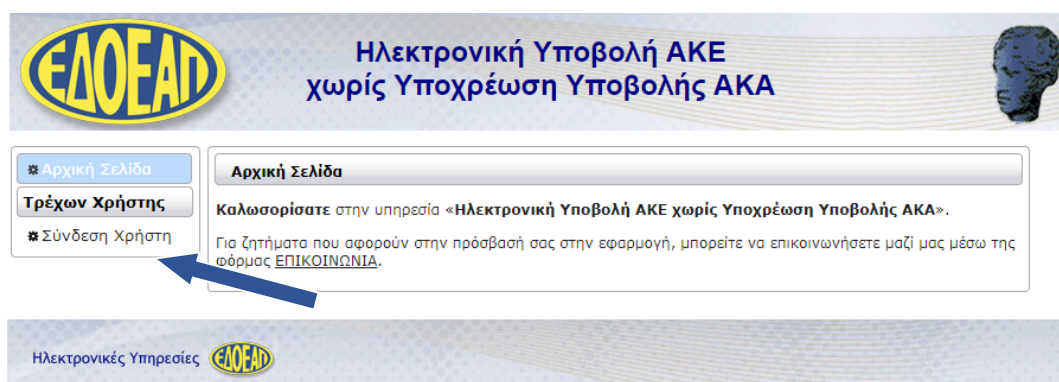 ΕΔΟΕΑΠ
Ηλεκτρονική Υποβολή ΑΚΕ
χωρίς Υποχρέωση Υποβολής ΑΚΑ
Αρχική Σελίδα
Τρέχων Χρήστης
Σύνδεση Χρήστη
Αρχική Σελίδα
Καλωσορίσατε στην υπηρεσία «Ηλεκτρονική Υποβολή ΑΚΕ χωρίς Υποχρέωση Υποβολής ΑΚΑ».
Για ζητήματα που αφορούν στην πρόσβασή σας στην εφαρμογή, μπορείτε να επικοινωνήσετε μαζί μας μέσω της
φόρμας ΕΠΙΚΟΙΝΩΝΙΑ.
Ηλεκτρονικές Υπηρεσίες ΕΔΟΕΑΠ